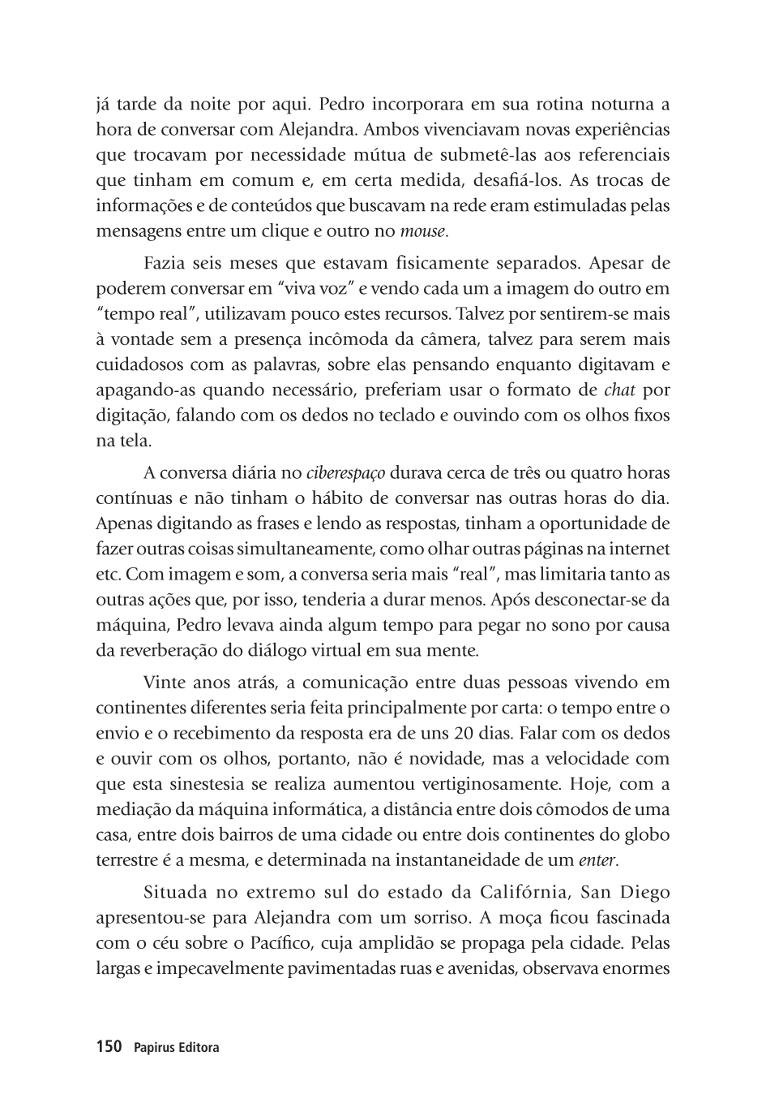 já tarde da noite por aqui. Pedro incorporara em sua rotina noturna a
hora de conversar com Alejandra. Ambos vivenciavam novas experiências
que trocavam por necessidade mútua de submetê-las aos referenciais
que tinham em comum e, em certa medida, desafiá-los. As trocas de
informações e de conteúdos que buscavam na rede eram estimuladas pelas
mensagens entre um clique e outro no mouse.
Fazia seis meses que estavam fisicamente separados. Apesar de
poderem conversar em “viva voz” e vendo cada um a imagem do outro em
“tempo real”, utilizavam pouco estes recursos. Talvez por sentirem-se mais
à vontade sem a presença incômoda da câmera, talvez para serem mais
cuidadosos com as palavras, sobre elas pensando enquanto digitavam e
apagando-as quando necessário, preferiam usar o formato de chat por
digitação, falando com os dedos no teclado e ouvindo com os olhos fixos
na tela.
A conversa diária no ciberespaço durava cerca de três ou quatro horas
contínuas e não tinham o hábito de conversar nas outras horas do dia.
Apenas digitando as frases e lendo as respostas, tinham a oportunidade de
fazer outras coisas simultaneamente, como olhar outras páginas na internet
etc. Com imagem e som, a conversa seria mais “real”, mas limitaria tanto as
outras ações que, por isso, tenderia a durar menos. Após desconectar-se da
máquina, Pedro levava ainda algum tempo para pegar no sono por causa
da reverberação do diálogo virtual em sua mente.
Vinte anos atrás, a comunicação entre duas pessoas vivendo em
continentes diferentes seria feita principalmente por carta: o tempo entre o
envio e o recebimento da resposta era de uns 20 dias. Falar com os dedos
e ouvir com os olhos, portanto, não é novidade, mas a velocidade com
que esta sinestesia se realiza aumentou vertiginosamente. Hoje, com a
mediação da máquina informática, a distância entre dois cômodos de uma
casa, entre dois bairros de uma cidade ou entre dois continentes do globo
terrestre é a mesma, e determinada na instantaneidade de um enter.
Situada no extremo sul do estado da Califórnia, San Diego
apresentou-se para Alejandra com um sorriso. A moça ficou fascinada
com o céu sobre o Pacífico, cuja amplidão se propaga pela cidade. Pelas
largas e impecavelmente pavimentadas ruas e avenidas, observava enormes
150 Papirus Editora